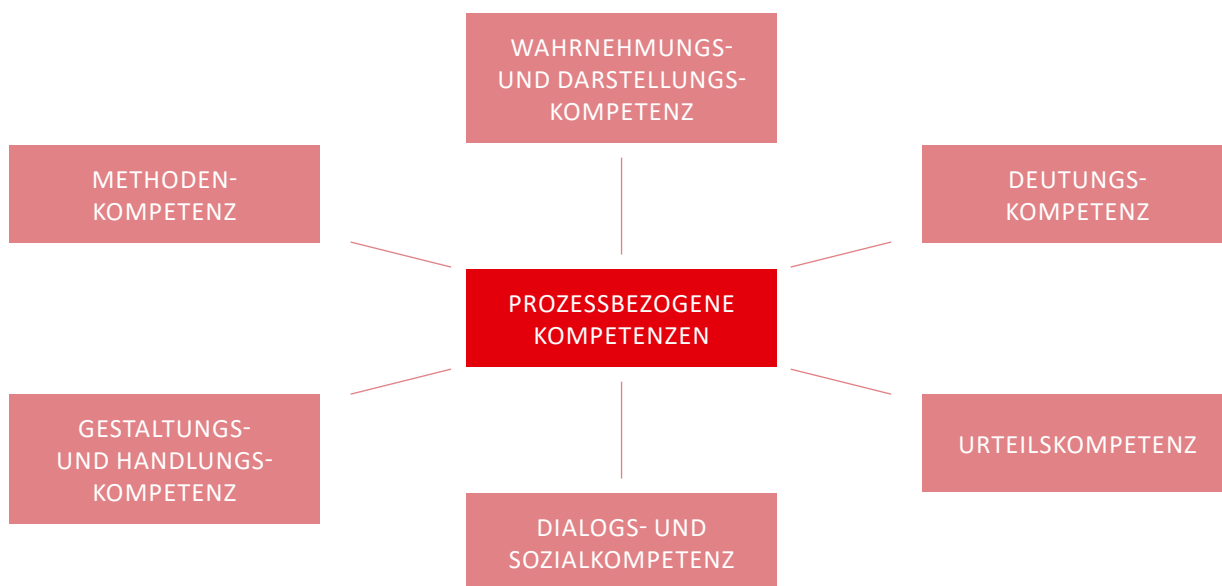 WAHRNEHMUNGS-
UND DARSTELLUNGS-
KOMPETENZ
METHODEN-
KOMPETENZ
DEUTUNGS-
KOMPETENZ
PROZESSBEZOGENE
KOMPETENZEN
GESTALTUNGS-
UND HANDLUNGS-
KOMPETENZ
URTEILSKOMPETENZ
DIALOGS- UND
SOZIALKOMPETENZ